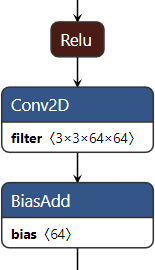 Relu
Conv2D
filter 〈3×3×64×64〉
BiasAdd
bias 〈64〉